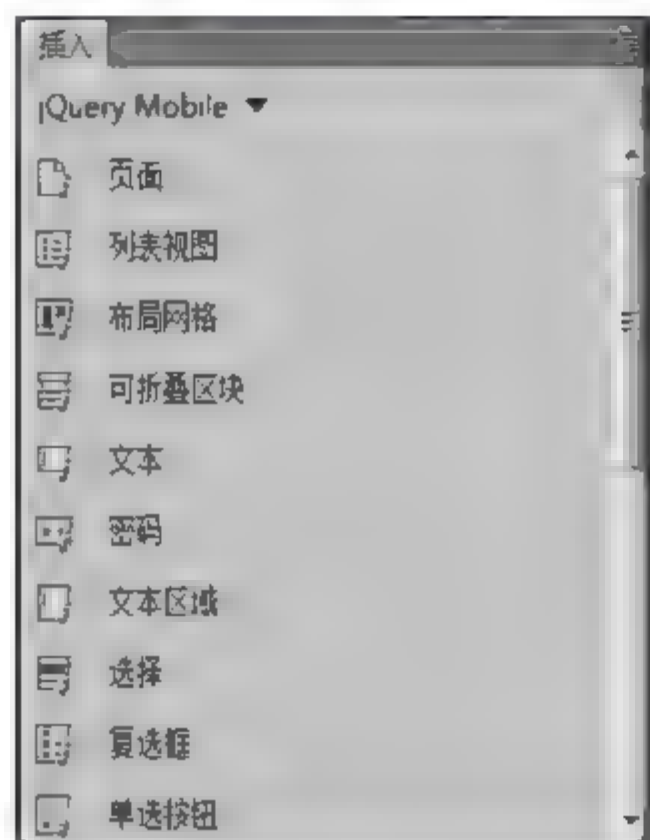 插入
jQuery Mobile
页面
列表视图
布局网格
可折叠区块
文本
密码
文本区域
选择
复选框
单选按钮